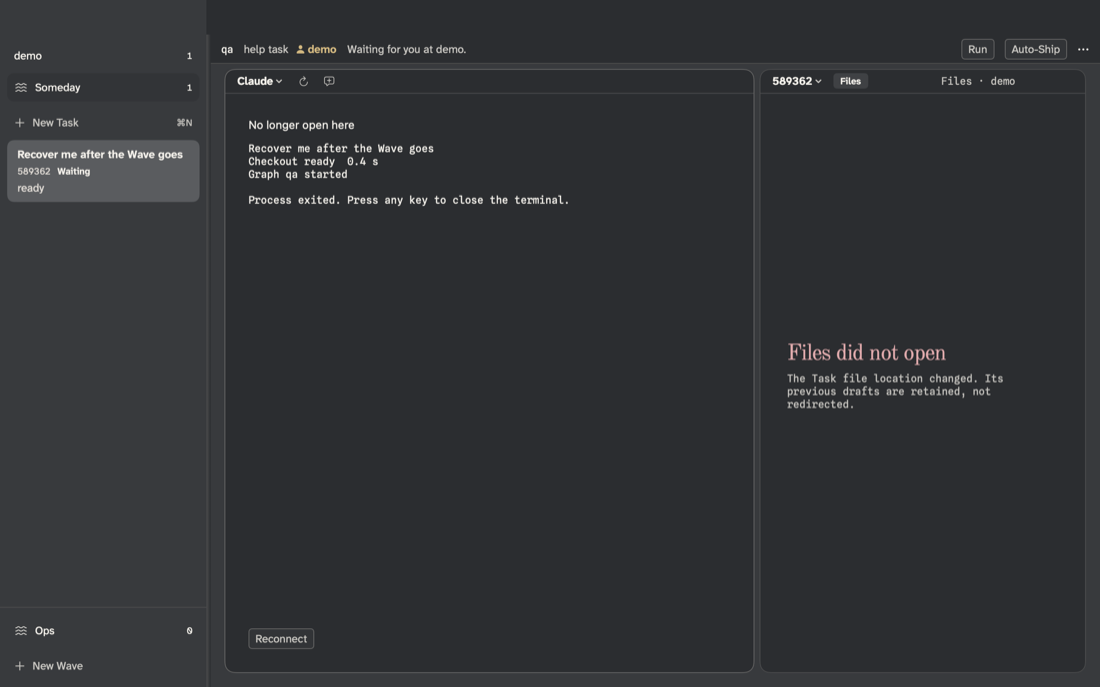 demo 1
Someday 1
New Task ⌘N
Recover me after the Wave goes
589362 Waiting
ready
Ops 0
New Wave
qa help task demo Waiting for you at demo.
Run Auto-Ship ···
Claude
No longer open here
Recover me after the Wave goes
Checkout ready 0.4 s
Graph qa started
Process exited. Press any key to close the terminal.
Reconnect
589362 Files Files · demo
Files did not open
The Task file location changed. Its
previous drafts are retained, not
redirected.